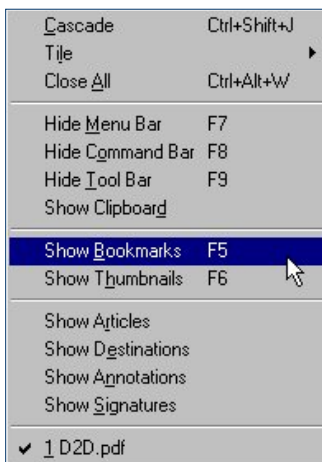 Cascade Ctrl+Shift+J
Tile
Close All Ctrl+Alt+W
Hide Menu Bar F7
Hide Command Bar F8
Hide Tool Bar F9
Show Clipboard
Show Bookmarks F5
Show Thumbnails F6
Show Articles
Show Destinations
Show Annotations
Show Signatures
✔ 1 D2D.pdf